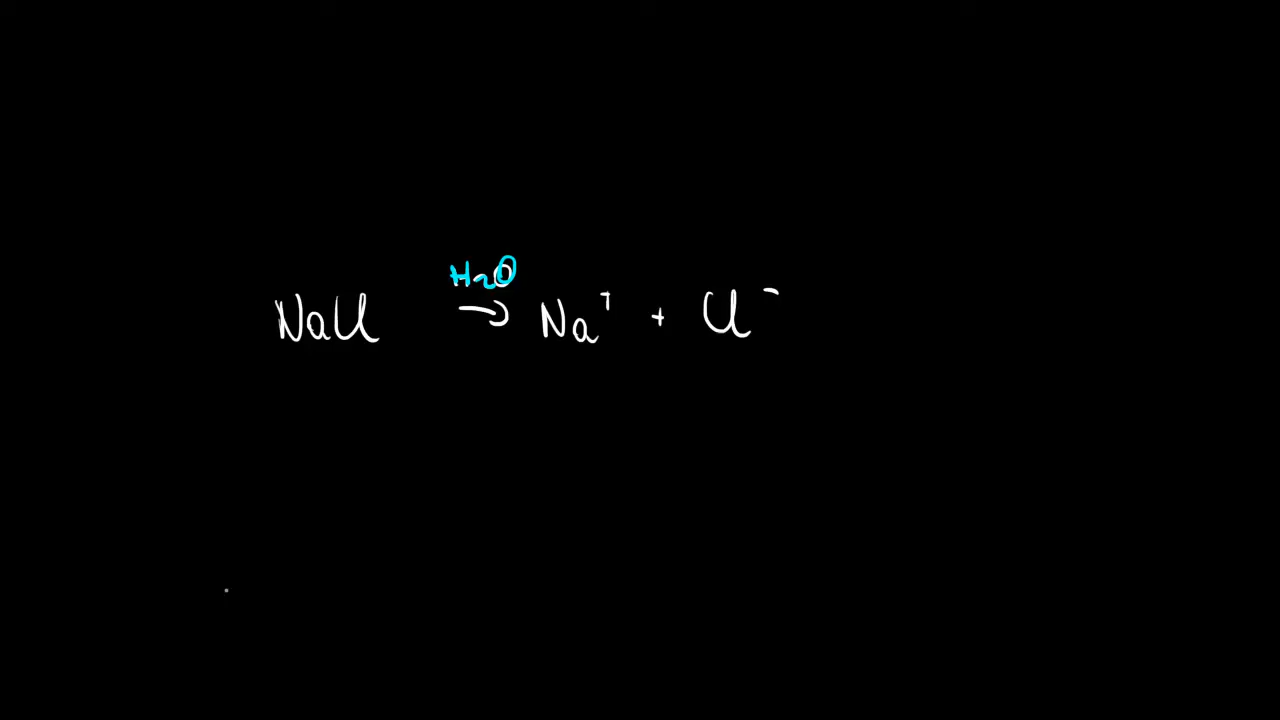 H2O
NaCl → Na⁺ + Cl⁻